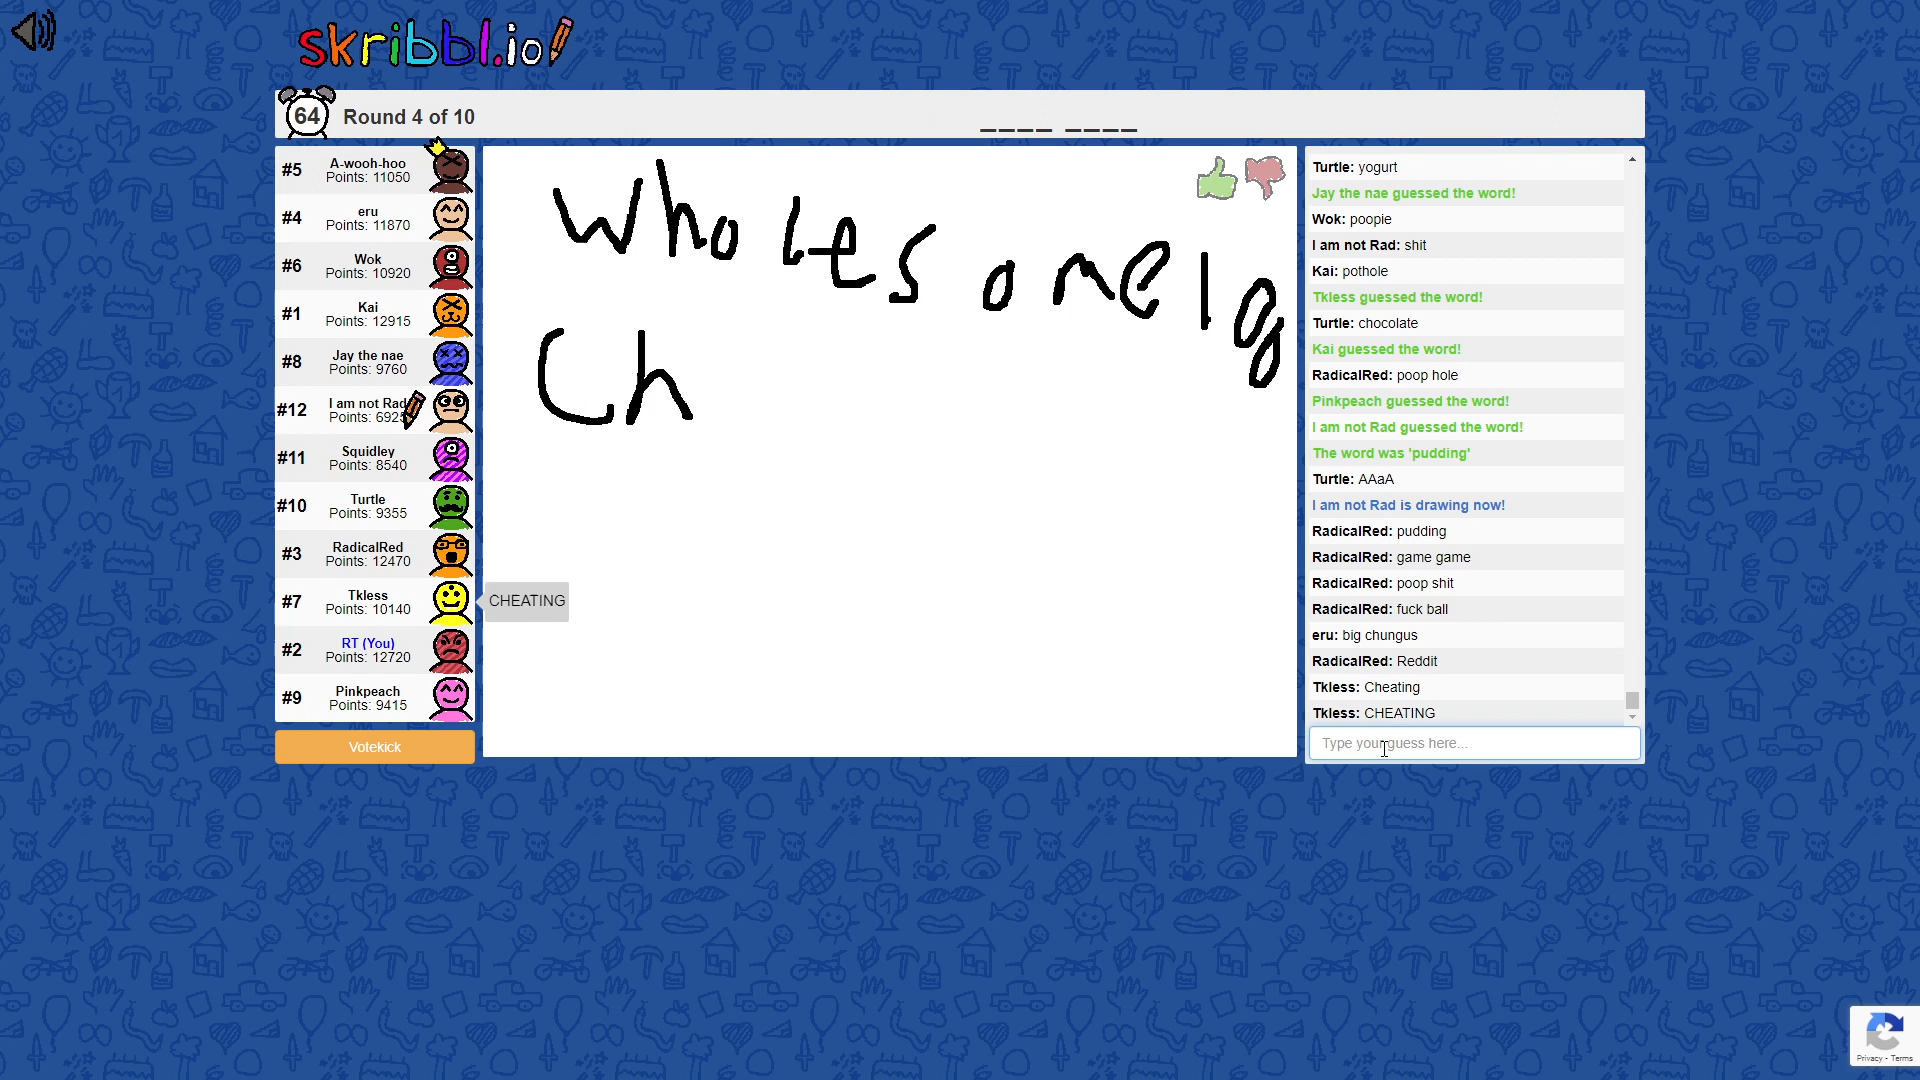 skribbl.io
64 Round 4 of 10
____ ____
#5 A-wooh-hoo
Points: 11050
#4 eru
Points: 11870
#6 Wok
Points: 10920
#1 Kai
Points: 12915
#8 Jay the nae
Points: 9760
#12 I am not Rad
Points: 6925
#11 Squidley
Points: 8540
#10 Turtle
Points: 9355
#3 RadicalRed
Points: 12470
#7 Tkless
Points: 10140
#2 RT (You)
Points: 12720
#9 Pinkpeach
Points: 9415
Votekick
CHEATING
Who
Ch
Turtle: yogurt
Jay the nae guessed the word!
Wok: poopie
I am not Rad: shit
Kai: pothole
Tkless guessed the word!
Turtle: chocolate
Kai guessed the word!
RadicalRed: poop hole
Pinkpeach guessed the word!
I am not Rad guessed the word!
The word was 'pudding'
Turtle: AAaA
I am not Rad is drawing now!
RadicalRed: pudding
RadicalRed: game game
RadicalRed: poop shit
RadicalRed: fuck ball
eru: big chungus
RadicalRed: Reddit
Tkless: Cheating
Tkless: CHEATING
Type your guess here...
Privacy - Terms